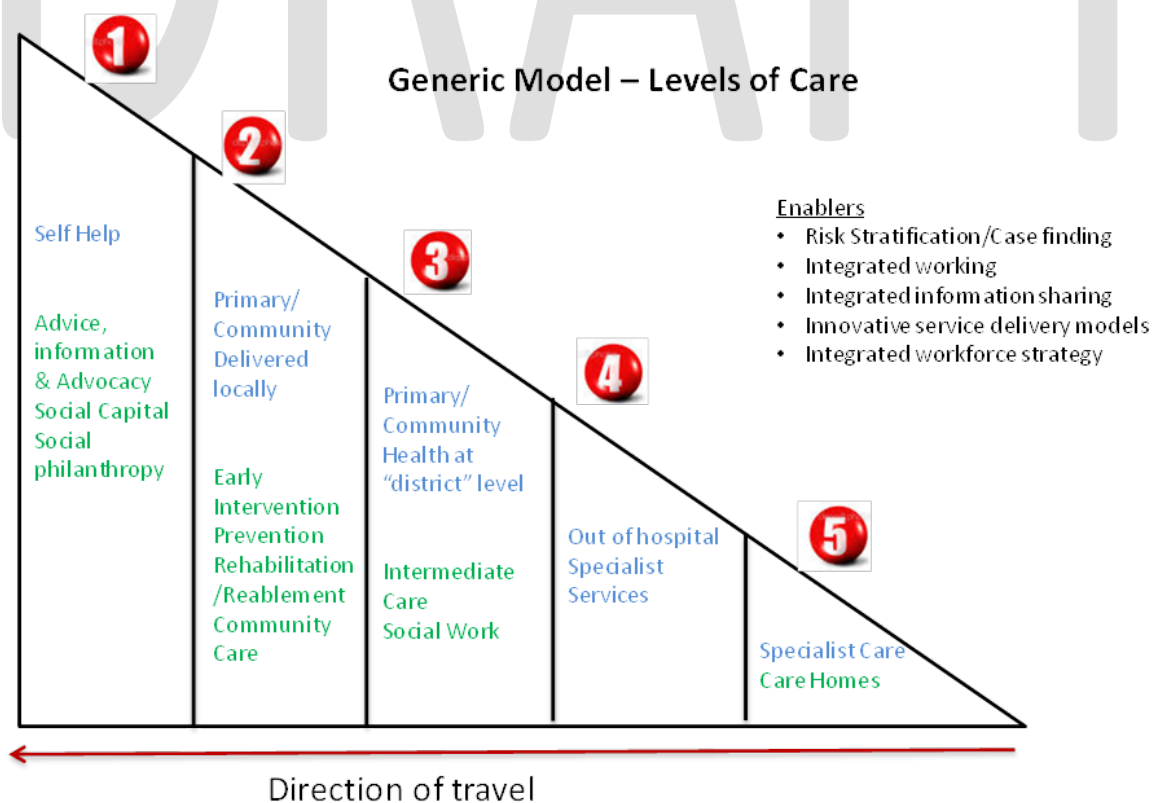 DRAFT
1
Generic Model – Levels of Care
2
Enablers
• Risk Stratification/Case finding
• Integrated working
• Integrated information sharing
• Innovative service delivery models
• Integrated workforce strategy
3
4
5
Self Help
Advice,
information
& Advocacy
Social Capital
Social
philanthropy
Primary/
Community
Delivered
locally
Early
Intervention
Prevention
Rehabilitation
/Reablement
Community
Care
Primary/
Community
Health at
“district” level
Intermediate
Care
Social Work
Out of hospital
Specialist
Services
Specialist Care
Care Homes
Direction of travel